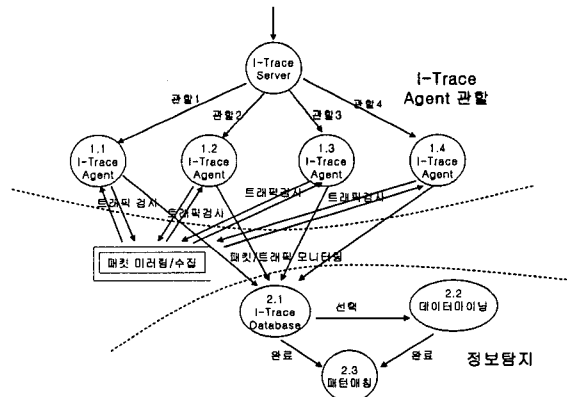 I-Trace
Server
I-Trace
Agent 관할
관할1
관할2
관할3
관할4
1.1
I-Trace
Agent
1.2
I-Trace
Agent
1.3
I-Trace
Agent
1.4
I-Trace
Agent
트래픽 검사
트래픽검사
트래픽검사
트래픽검사
패킷 미러링/수집
패킷/트래픽 모니터링
2.1
I-Trace
Database
선택
2.2
데이터마이닝
완료
완료
정보탐지
2.3
패턴매칭